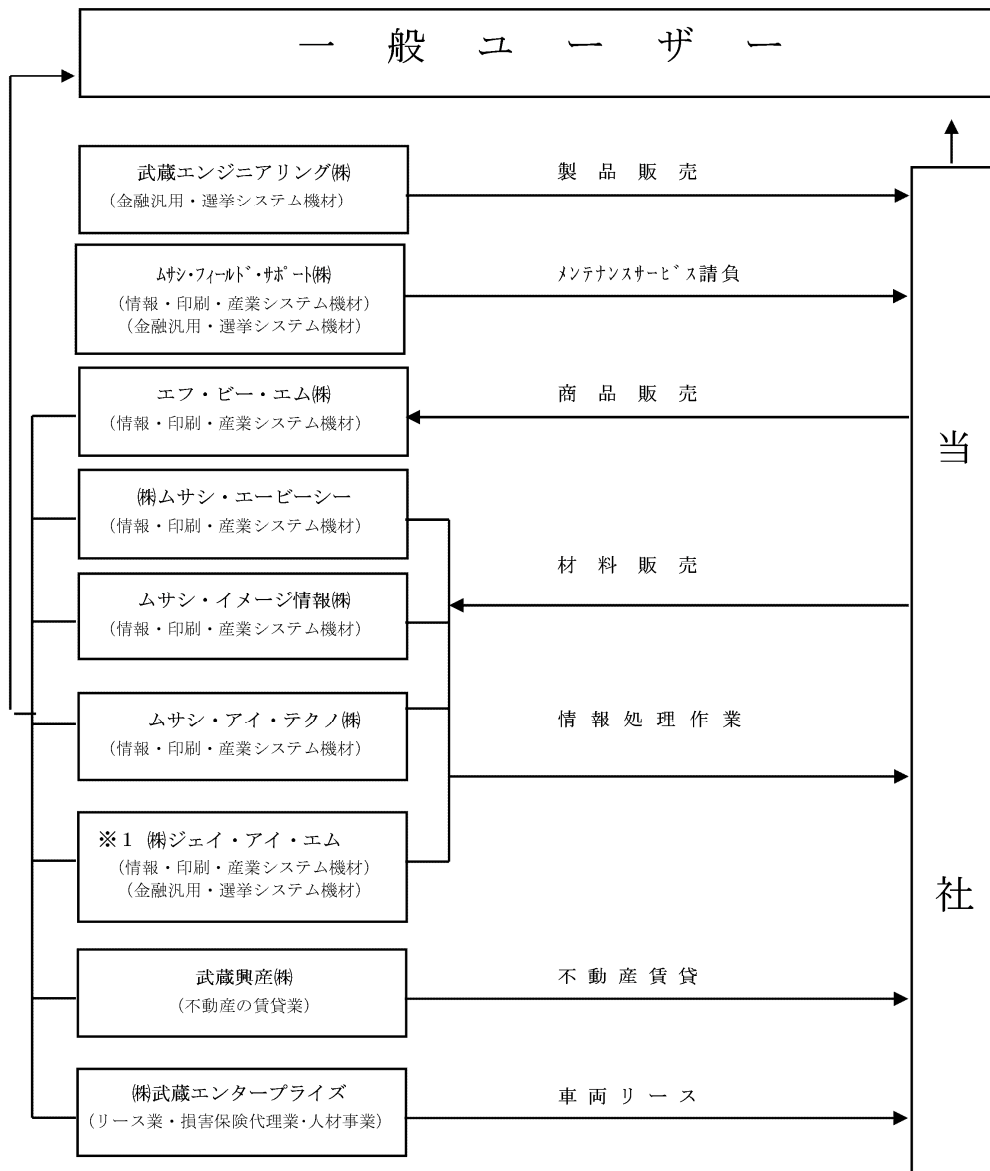 一般ユーザー
武蔵エンジニアリング㈱
(金融汎用・選挙システム機材)
製品販売
ﾑｻｼ・ﾌｨｰﾙﾄﾞ・ｻﾎﾟｰﾄ㈱
(情報・印刷・産業システム機材)
(金融汎用・選挙システム機材)
ﾒﾝﾃﾅﾝｽｻｰﾋﾞｽ請負
エフ・ビー・エム㈱
(情報・印刷・産業システム機材)
商品販売
㈱ムサシ・エービーシー
(情報・印刷・産業システム機材)
材料販売
ムサシ・イメージ情報㈱
(情報・印刷・産業システム機材)
ムサシ・アイ・テクノ㈱
(情報・印刷・産業システム機材)
情報処理作業
※1 ㈱ジェイ・アイ・エム
(情報・印刷・産業システム機材)
(金融汎用・選挙システム機材)
武蔵興産㈱
(不動産の賃貸業)
不動産賃貸
㈱武蔵エンタープライズ
(リース業・損害保険代理業・人材事業)
車両リース
当社